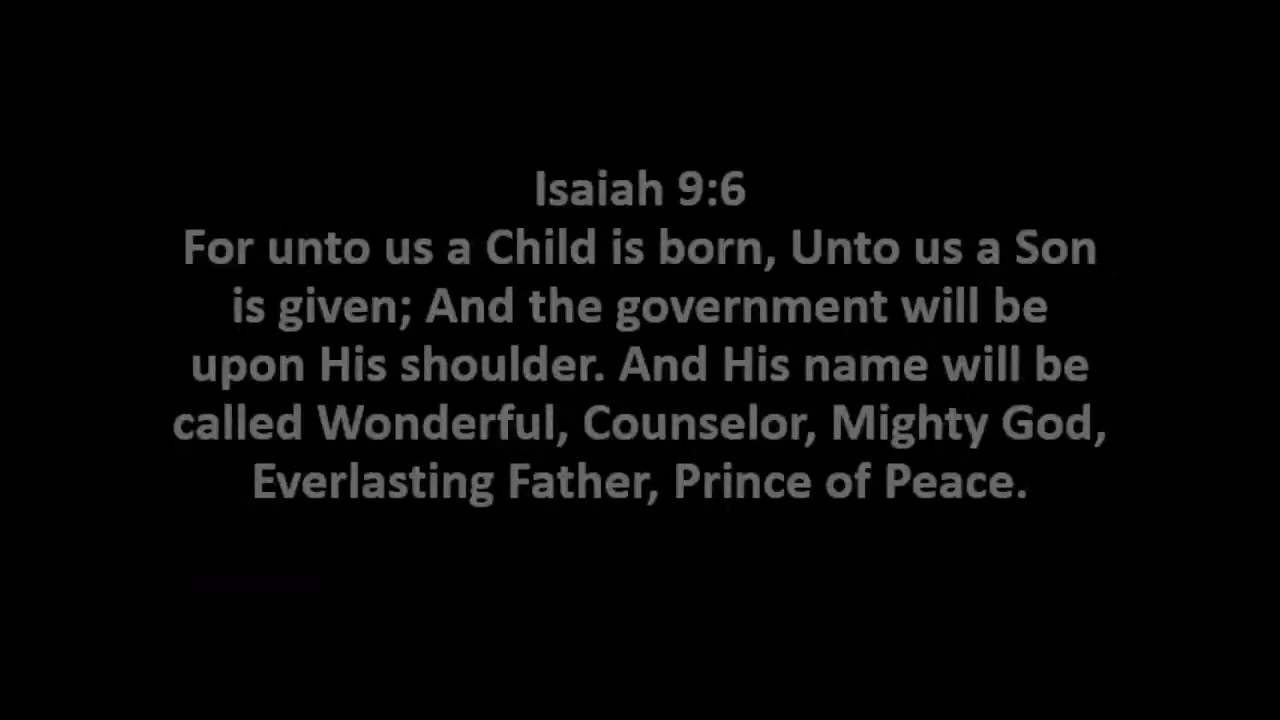 Isaiah 9:6
For unto us a Child is born, Unto us a Son
is given; And the government will be
upon His shoulder. And His name will be
called Wonderful, Counselor, Mighty God,
Everlasting Father, Prince of Peace.